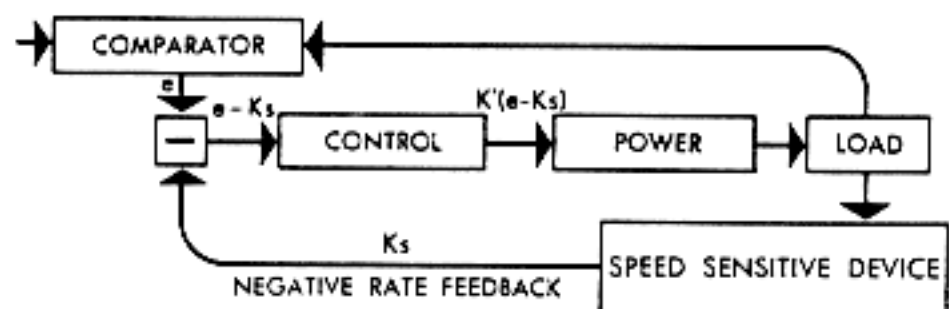 COMPARATOR
e
e - Ks
K'(e-Ks)
−
CONTROL
POWER
LOAD
Ks
NEGATIVE RATE FEEDBACK
SPEED SENSITIVE DEVICE